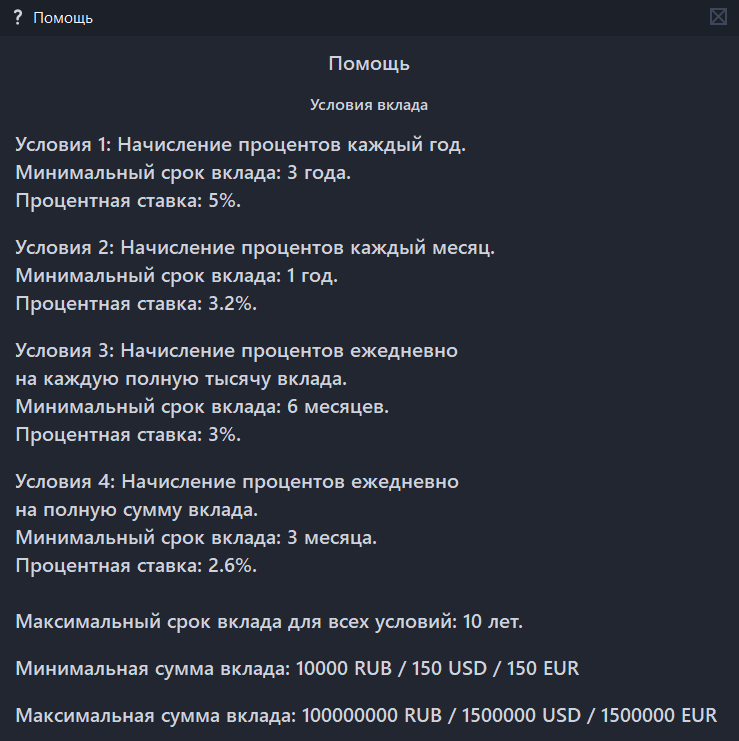 ? Помощь
Помощь
Условия вклада
Условия 1: Начисление процентов каждый год.
Минимальный срок вклада: 3 года.
Процентная ставка: 5%.
Условия 2: Начисление процентов каждый месяц.
Минимальный срок вклада: 1 год.
Процентная ставка: 3.2%.
Условия 3: Начисление процентов ежедневно
на каждую полную тысячу вклада.
Минимальный срок вклада: 6 месяцев.
Процентная ставка: 3%.
Условия 4: Начисление процентов ежедневно
на полную сумму вклада.
Минимальный срок вклада: 3 месяца.
Процентная ставка: 2.6%.
Максимальный срок вклада для всех условий: 10 лет.
Минимальная сумма вклада: 10000 RUB / 150 USD / 150 EUR
Максимальная сумма вклада: 100000000 RUB / 1500000 USD / 1500000 EUR